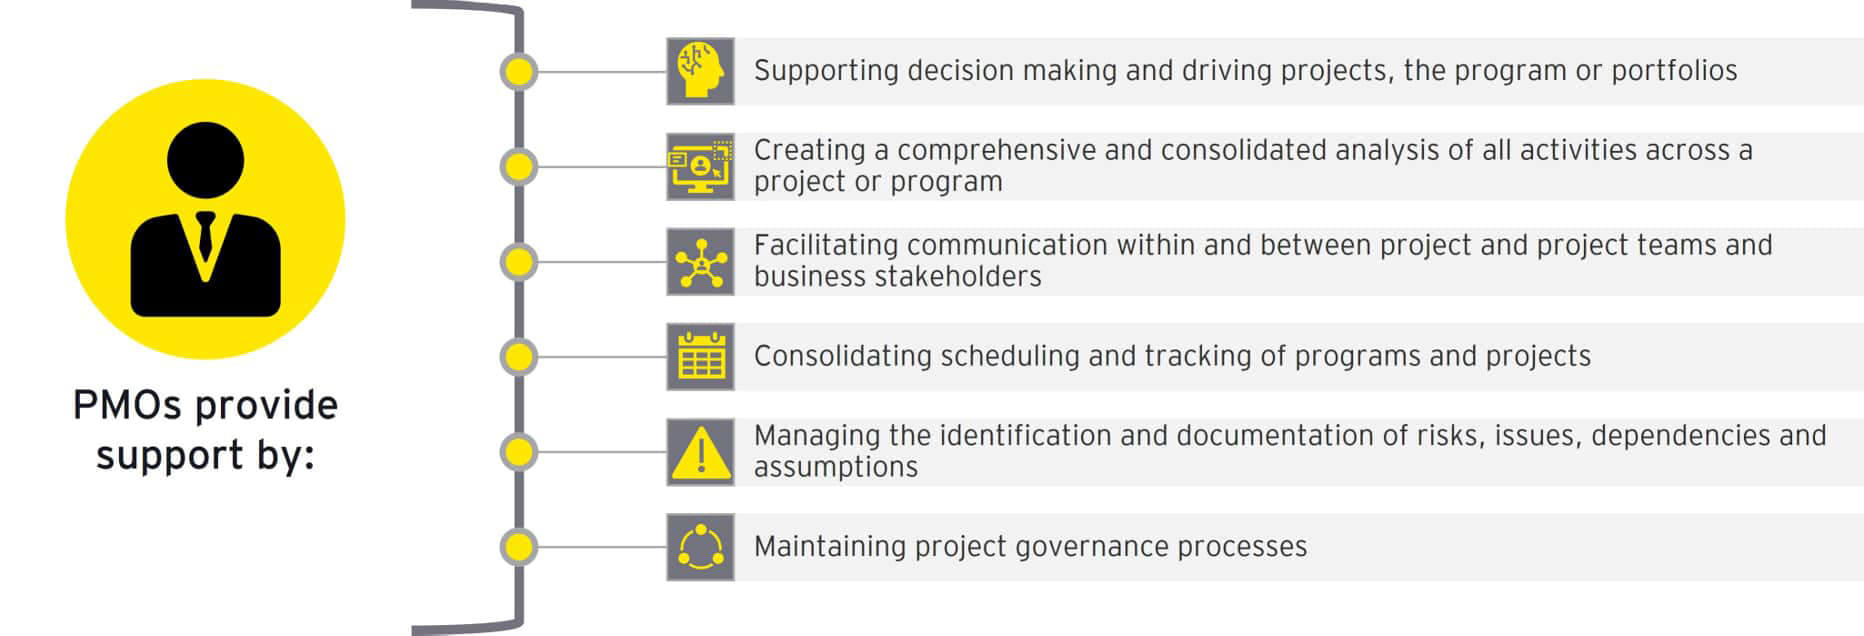 PMOs provide
support by:
Supporting decision making and driving projects, the program or portfolios
Creating a comprehensive and consolidated analysis of all activities across a
project or program
Facilitating communication within and between project and project teams and
business stakeholders
Consolidating scheduling and tracking of programs and projects
Managing the identification and documentation of risks, issues, dependencies and
assumptions
Maintaining project governance processes